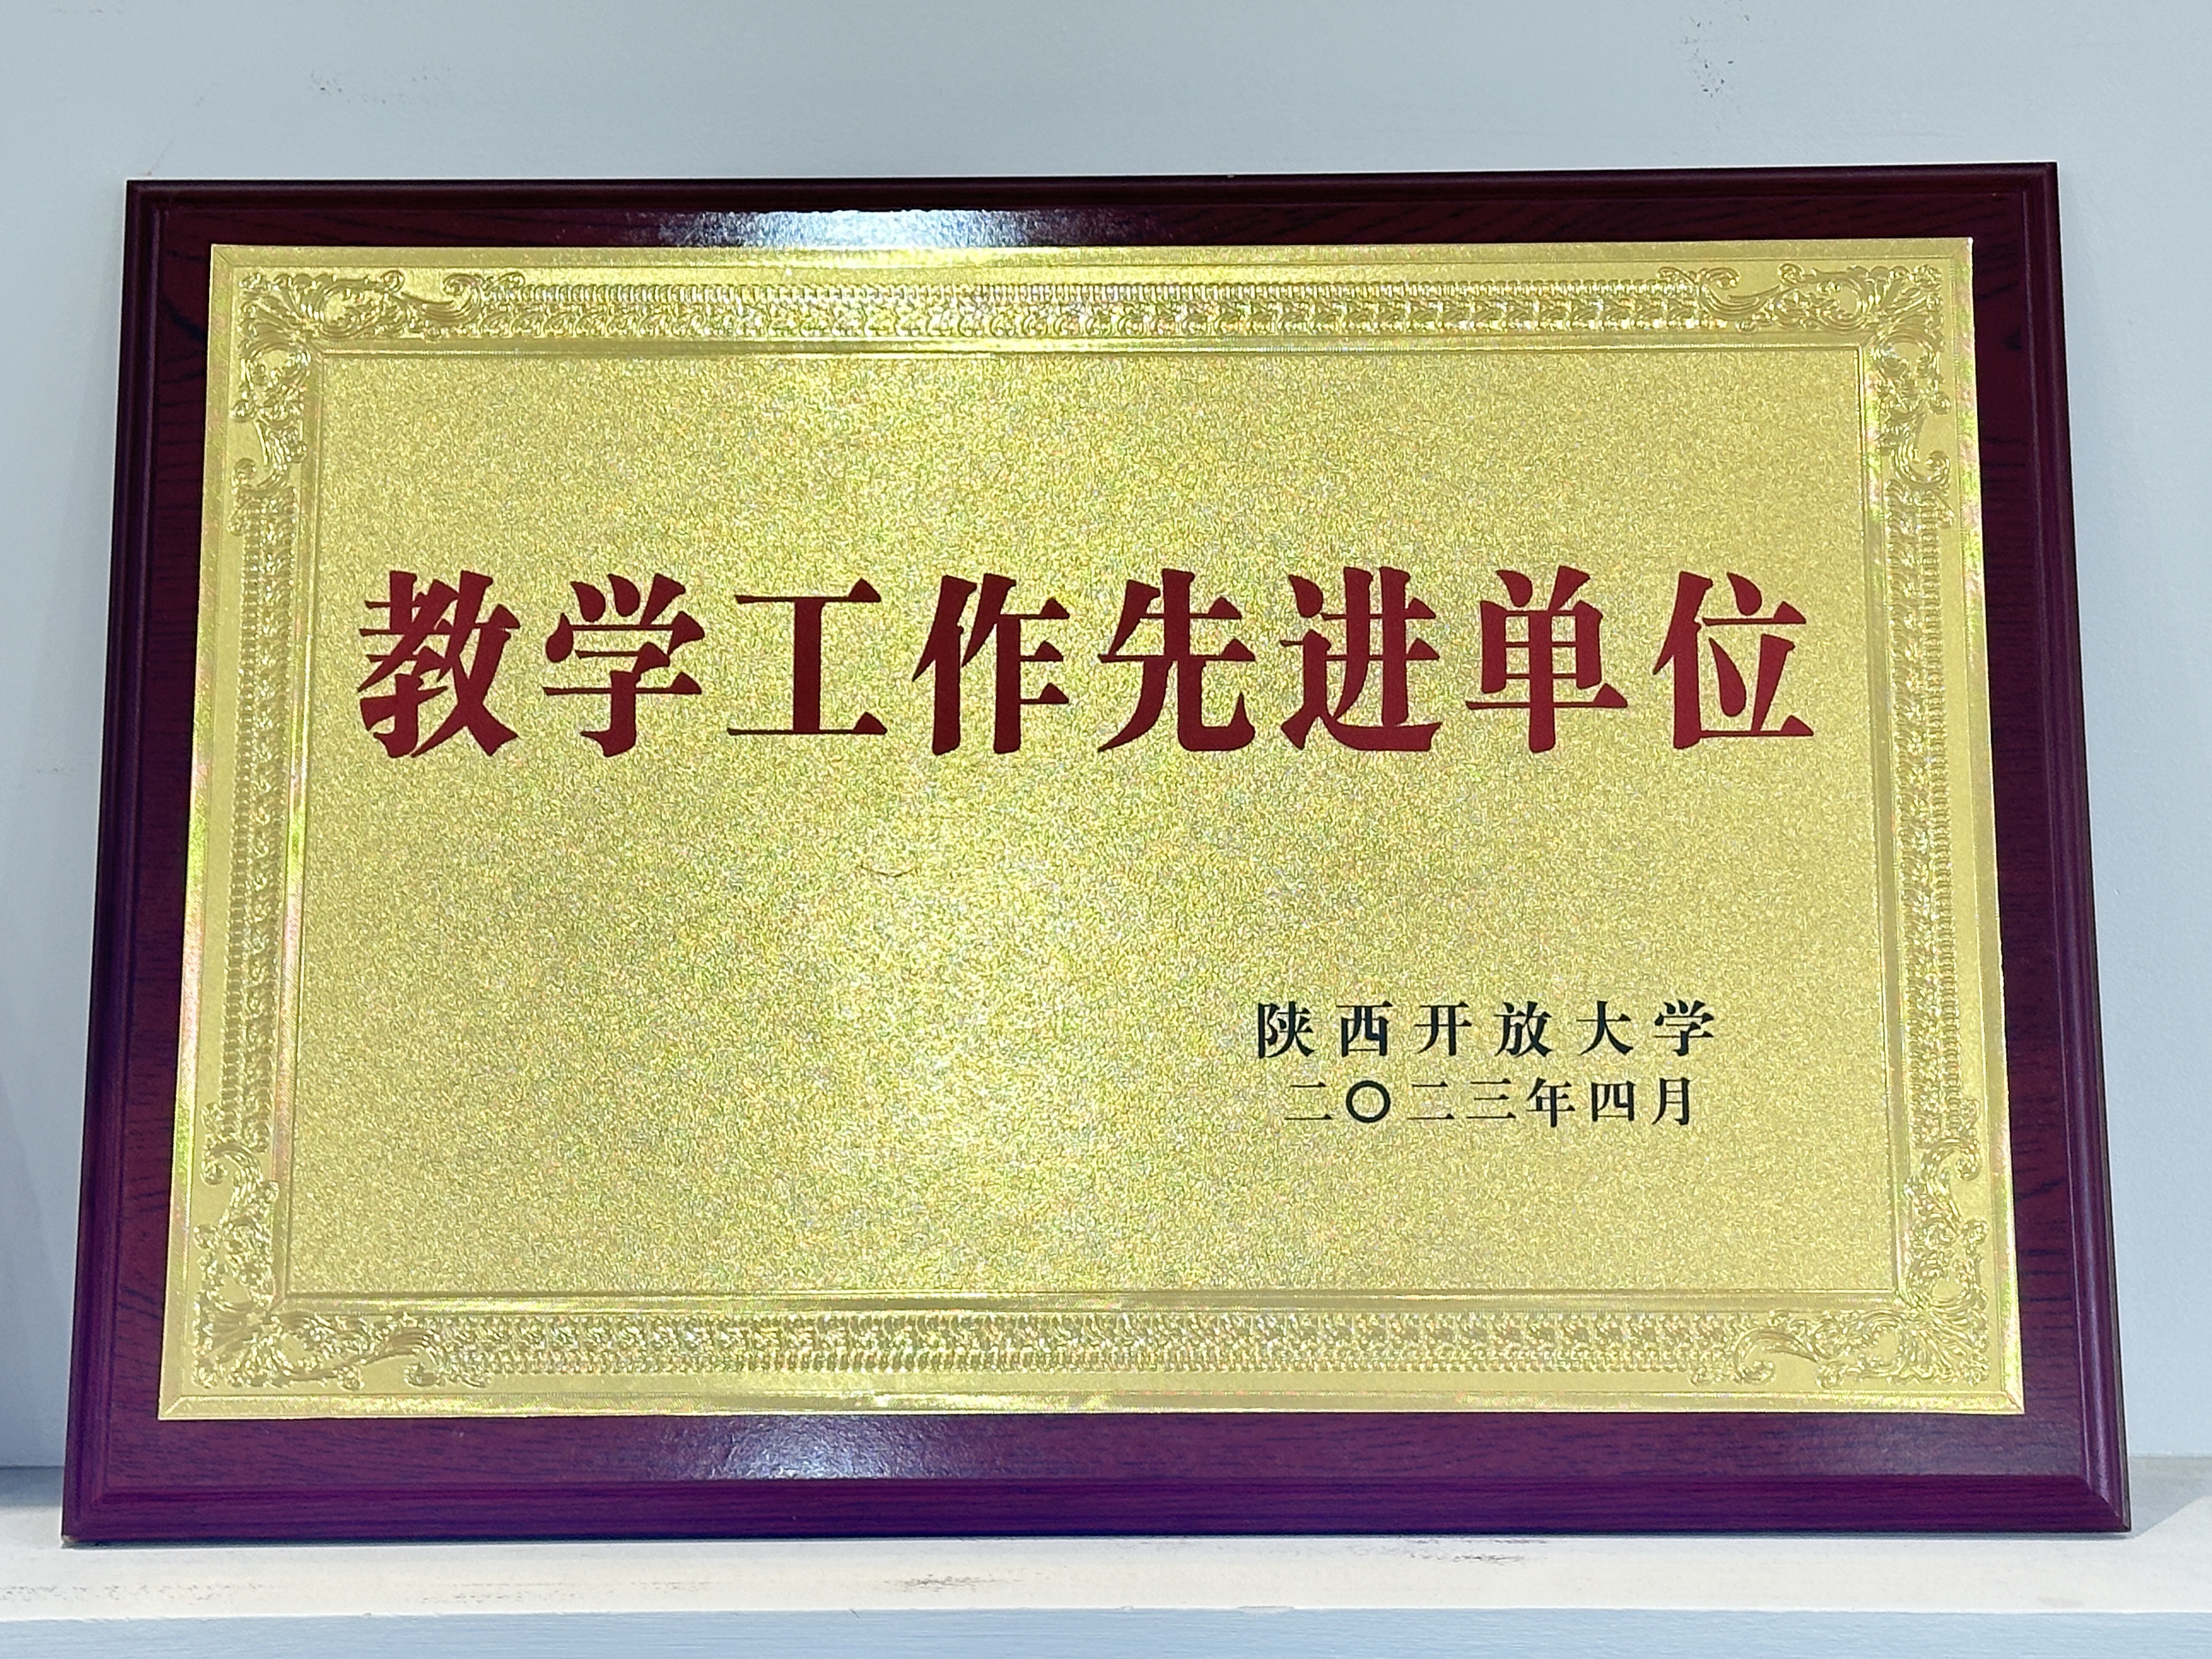 教学工作先进单位
陕西开放大学
二〇二三年四月